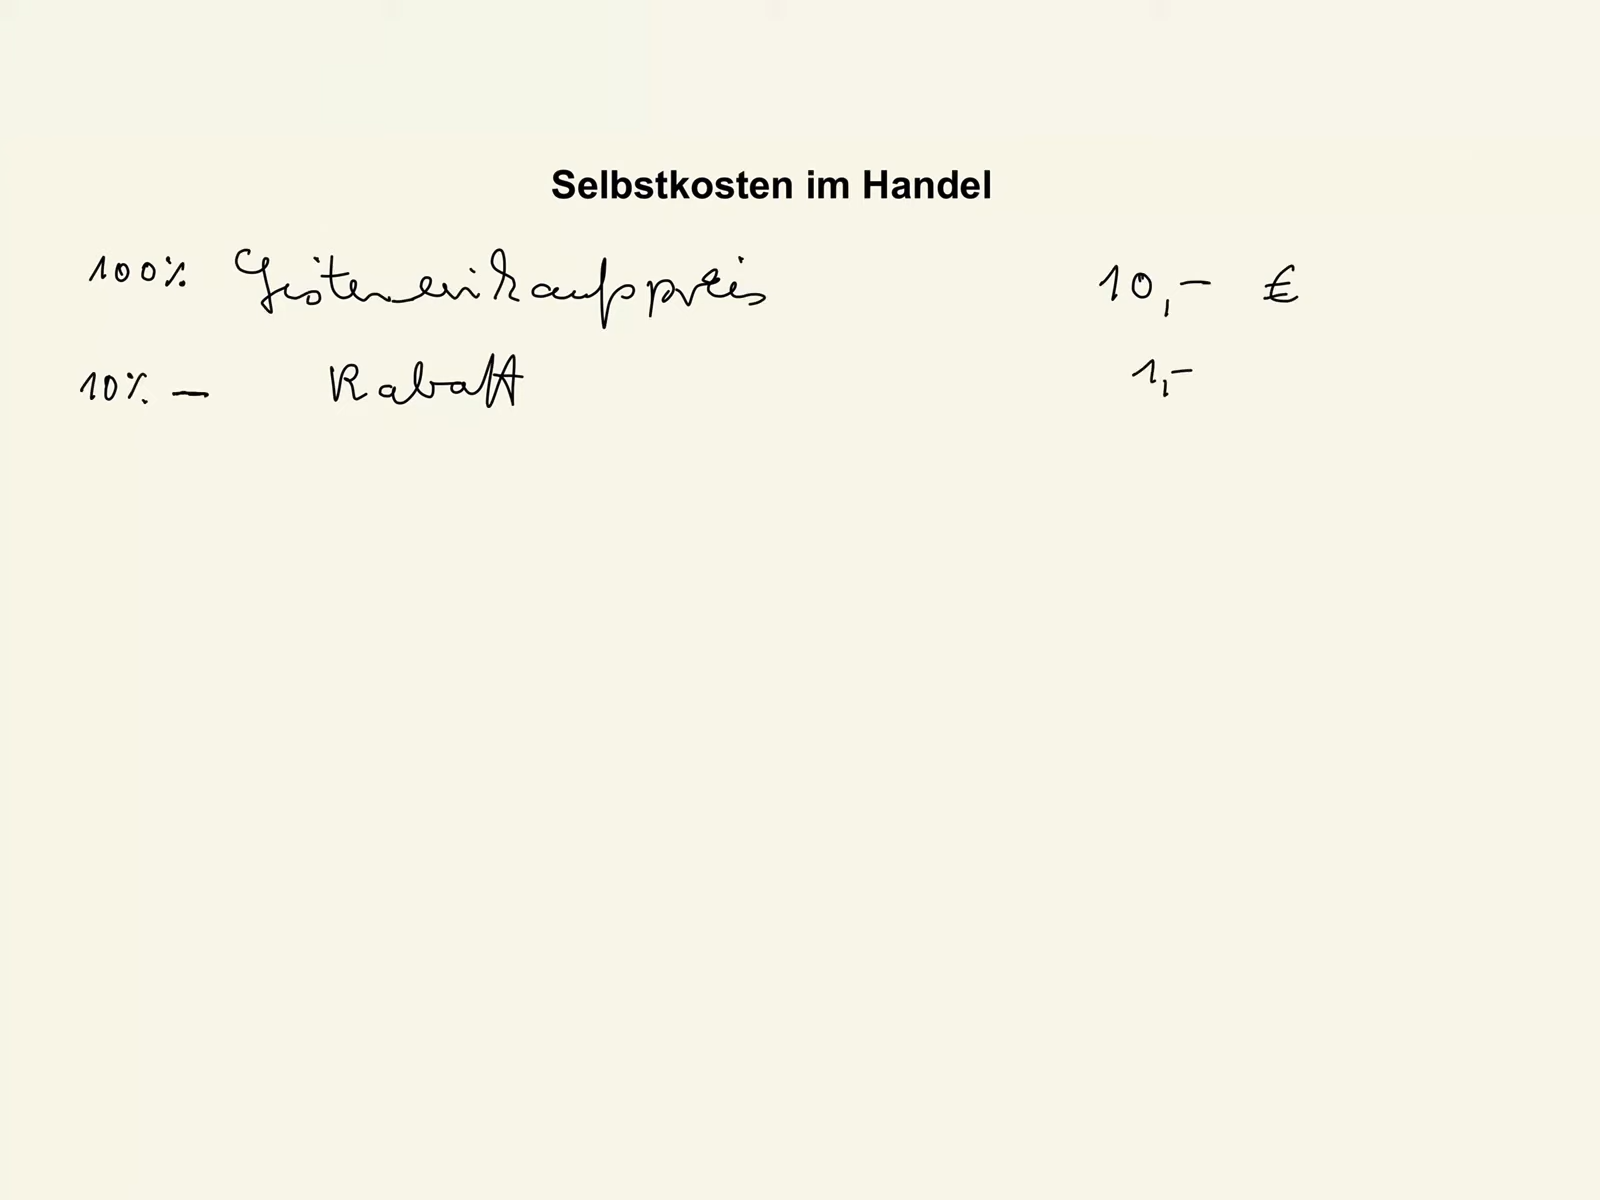 Selbstkosten im Handel
100% Listeneinkaufspreis 10,- €
10% - Rabatt 1,-